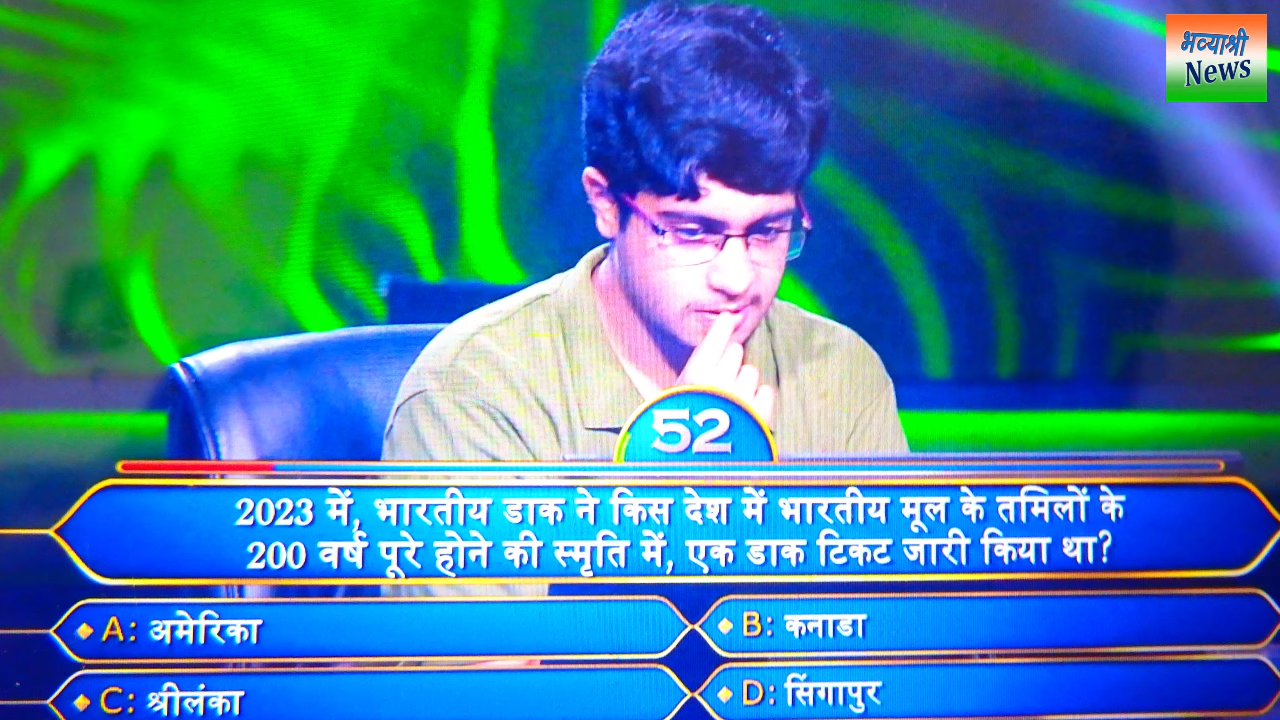 भव्याश्री
News
52
2023 में, भारतीय डाक ने किस देश में भारतीय मूल के तमिलों के
200 वर्ष पूरे होने की स्मृति में, एक डाक टिकट जारी किया था?
A: अमेरिका
B: कनाडा
C: श्रीलंका
D: सिंगापुर